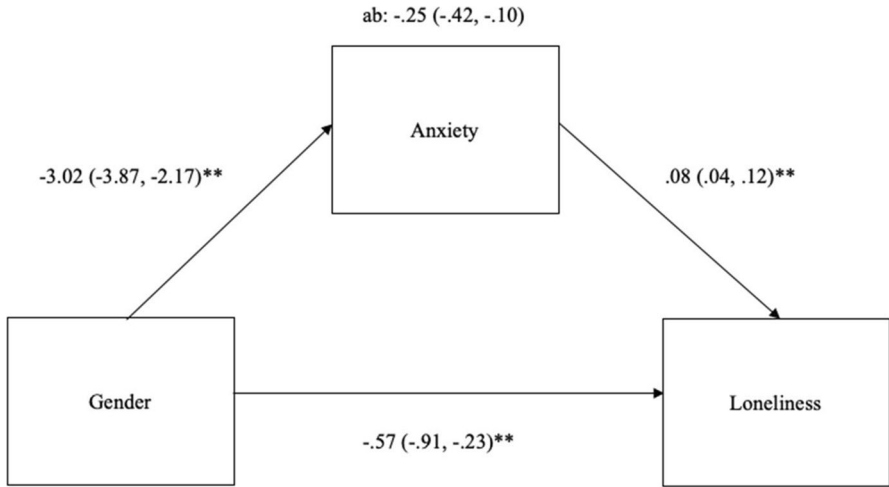 ab: -.25 (-.42, -.10)
Anxiety
-3.02 (-3.87, -2.17)**
.08 (.04, .12)**
Gender
Loneliness
-.57 (-.91, -.23)**